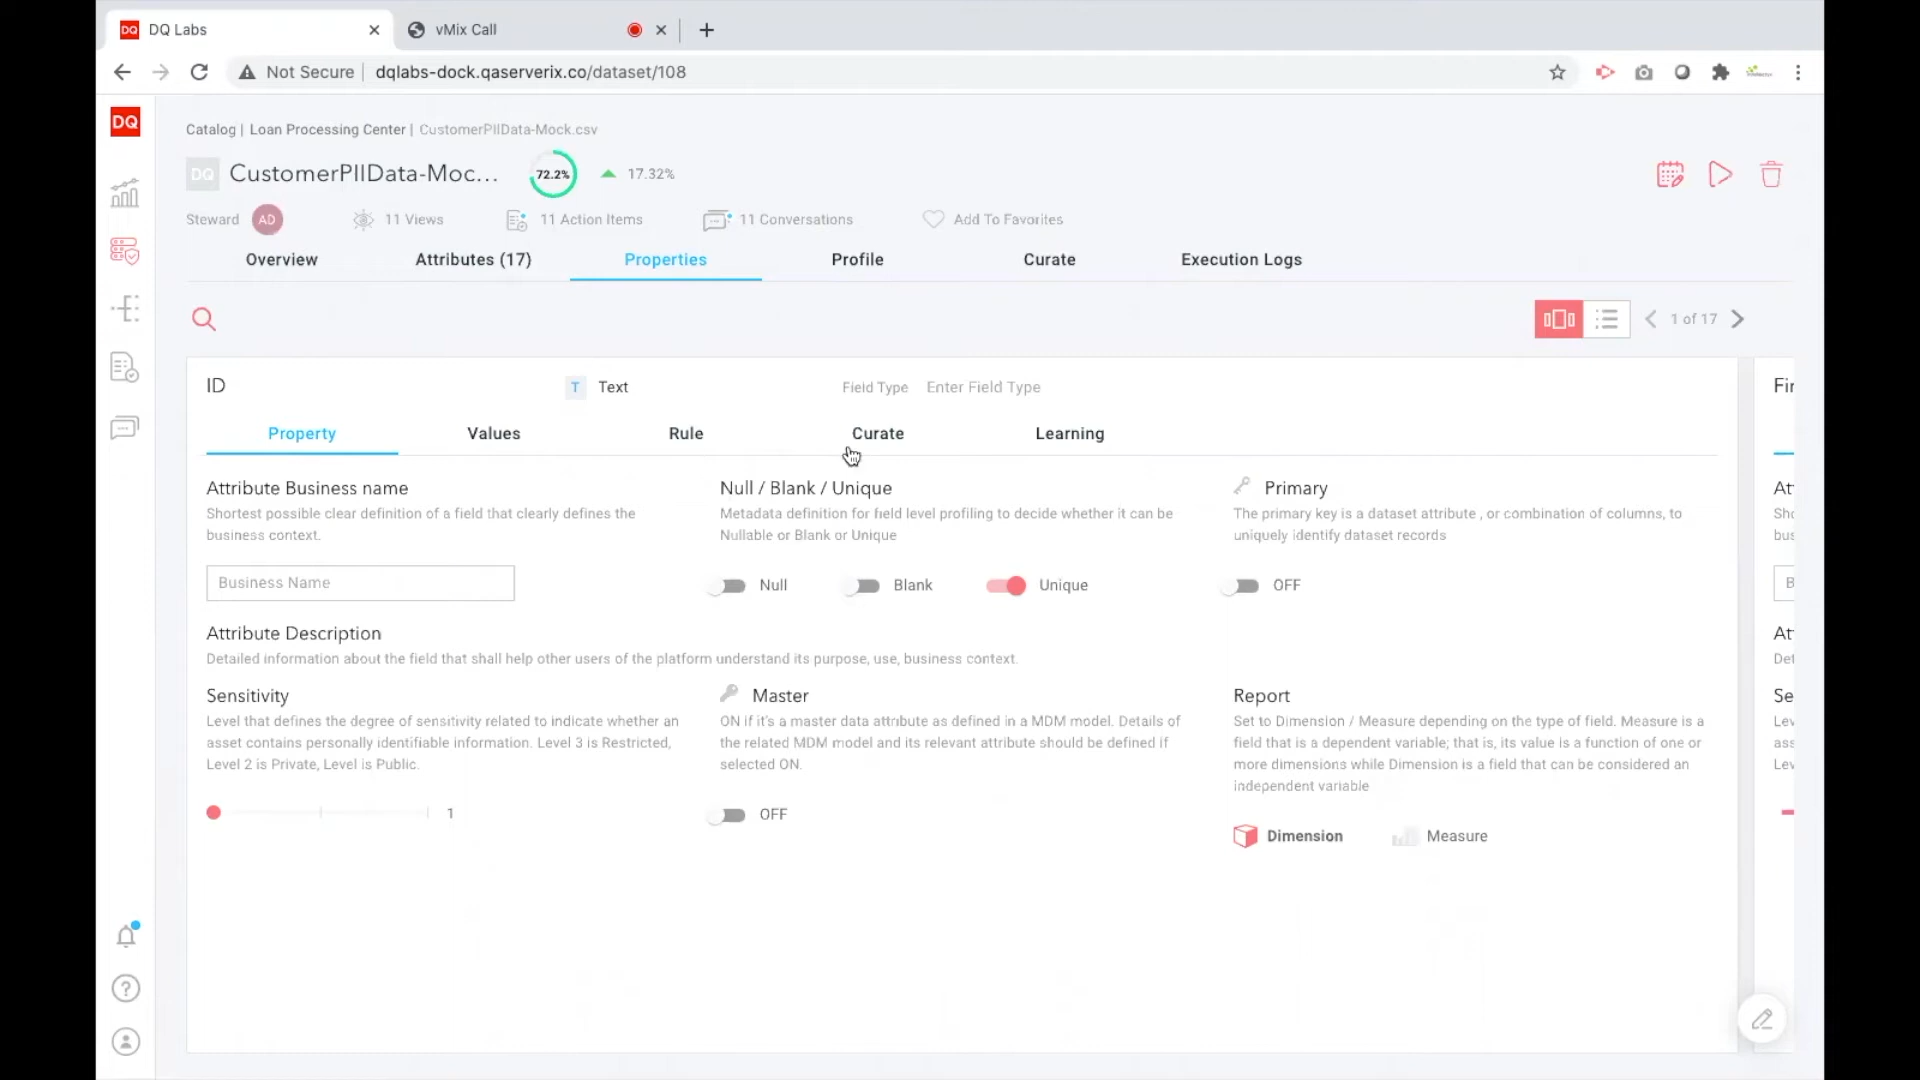 DQ DQ Labs
vMix Call
Not Secure | dqlabs-dock.qaserverix.co/dataset/108
DQ
Catalog | Loan Processing Center | CustomerPIIData-Mock.csv
DQ CustomerPIIData-Moc... 72.2% 17.32%
Steward AD 11 Views 11 Action Items 11 Conversations Add To Favorites
Overview Attributes (17) Properties Profile Curate Execution Logs
1 of 17
ID T Text Field Type Enter Field Type
Fir
Property Values Rule Curate Learning
Attribute Business name
Shortest possible clear definition of a field that clearly defines the
business context.
Business Name
Null / Blank / Unique
Metadata definition for field level profiling to decide whether it can be
Nullable or Blank or Unique
Null Blank Unique
Primary
The primary key is a dataset attribute , or combination of columns, to
uniquely identify dataset records
OFF
Attribute Description
Detailed information about the field that shall help other users of the platform understand its purpose, use, business context.
Sensitivity
Level that defines the degree of sensitivity related to indicate whether an
asset contains personally identifiable information. Level 3 is Restricted,
Level 2 is Private, Level is Public.
1
Master
ON if it's a master data attribute as defined in a MDM model. Details of
the related MDM model and its relevant attribute should be defined if
selected ON.
OFF
Report
Set to Dimension / Measure depending on the type of field. Measure is a
field that is a dependent variable; that is, its value is a function of one or
more dimensions while Dimension is a field that can be considered an
independent variable
Dimension Measure
At
Sho
bus
B
At
Det
Se
Lev
ass
Lev